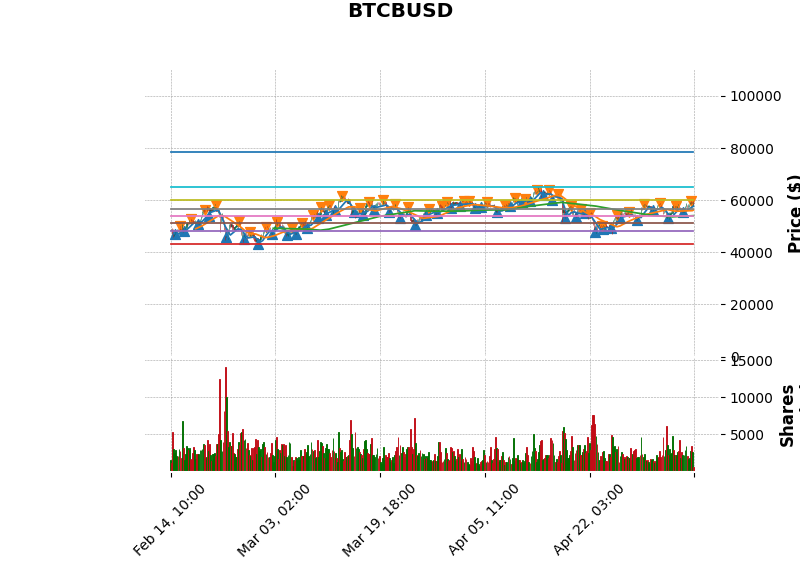 BTCBUSD
100000
80000
60000
40000
20000
0
Price ($)
15000
10000
5000
Shares
Feb 14, 10:00
Mar 03, 02:00
Mar 19, 18:00
Apr 05, 11:00
Apr 22, 03:00